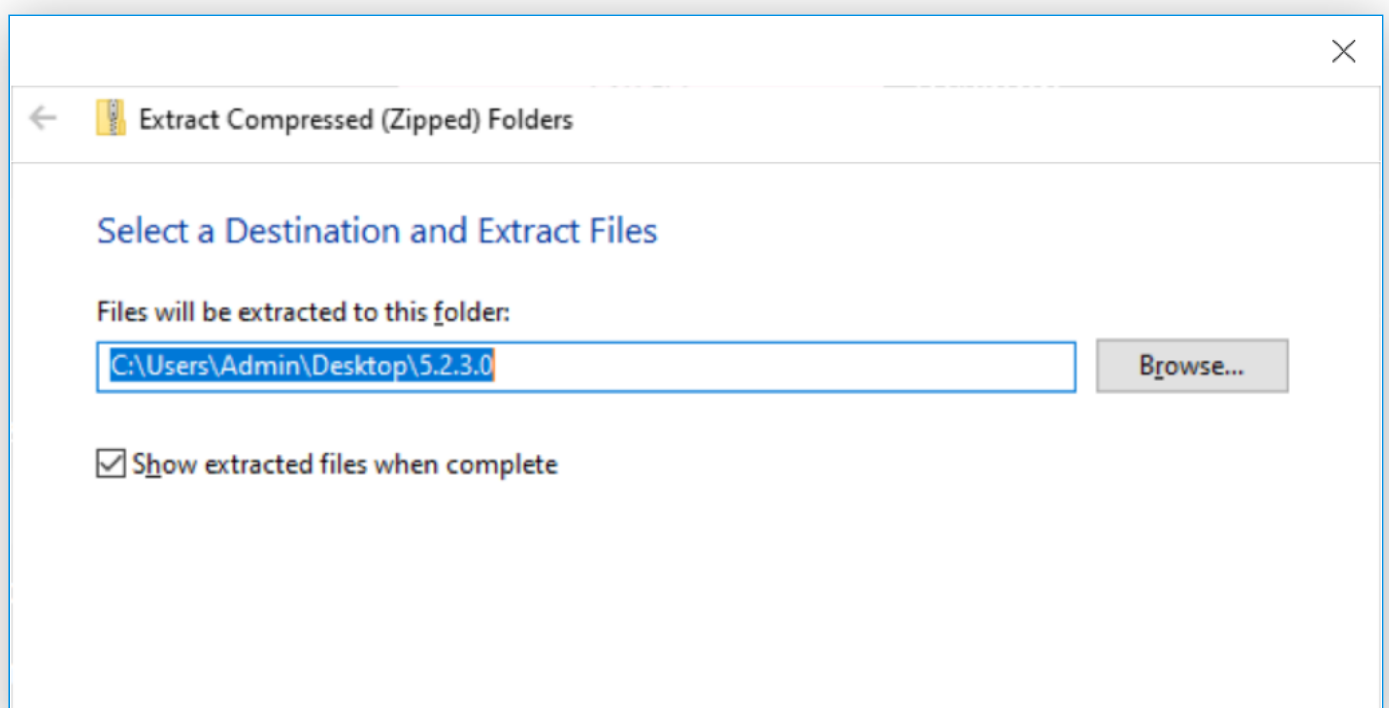 Extract Compressed (Zipped) Folders
Select a Destination and Extract Files
Files will be extracted to this folder:
C:\Users\Admin\Desktop\5.2.3.0
Browse...
Show extracted files when complete